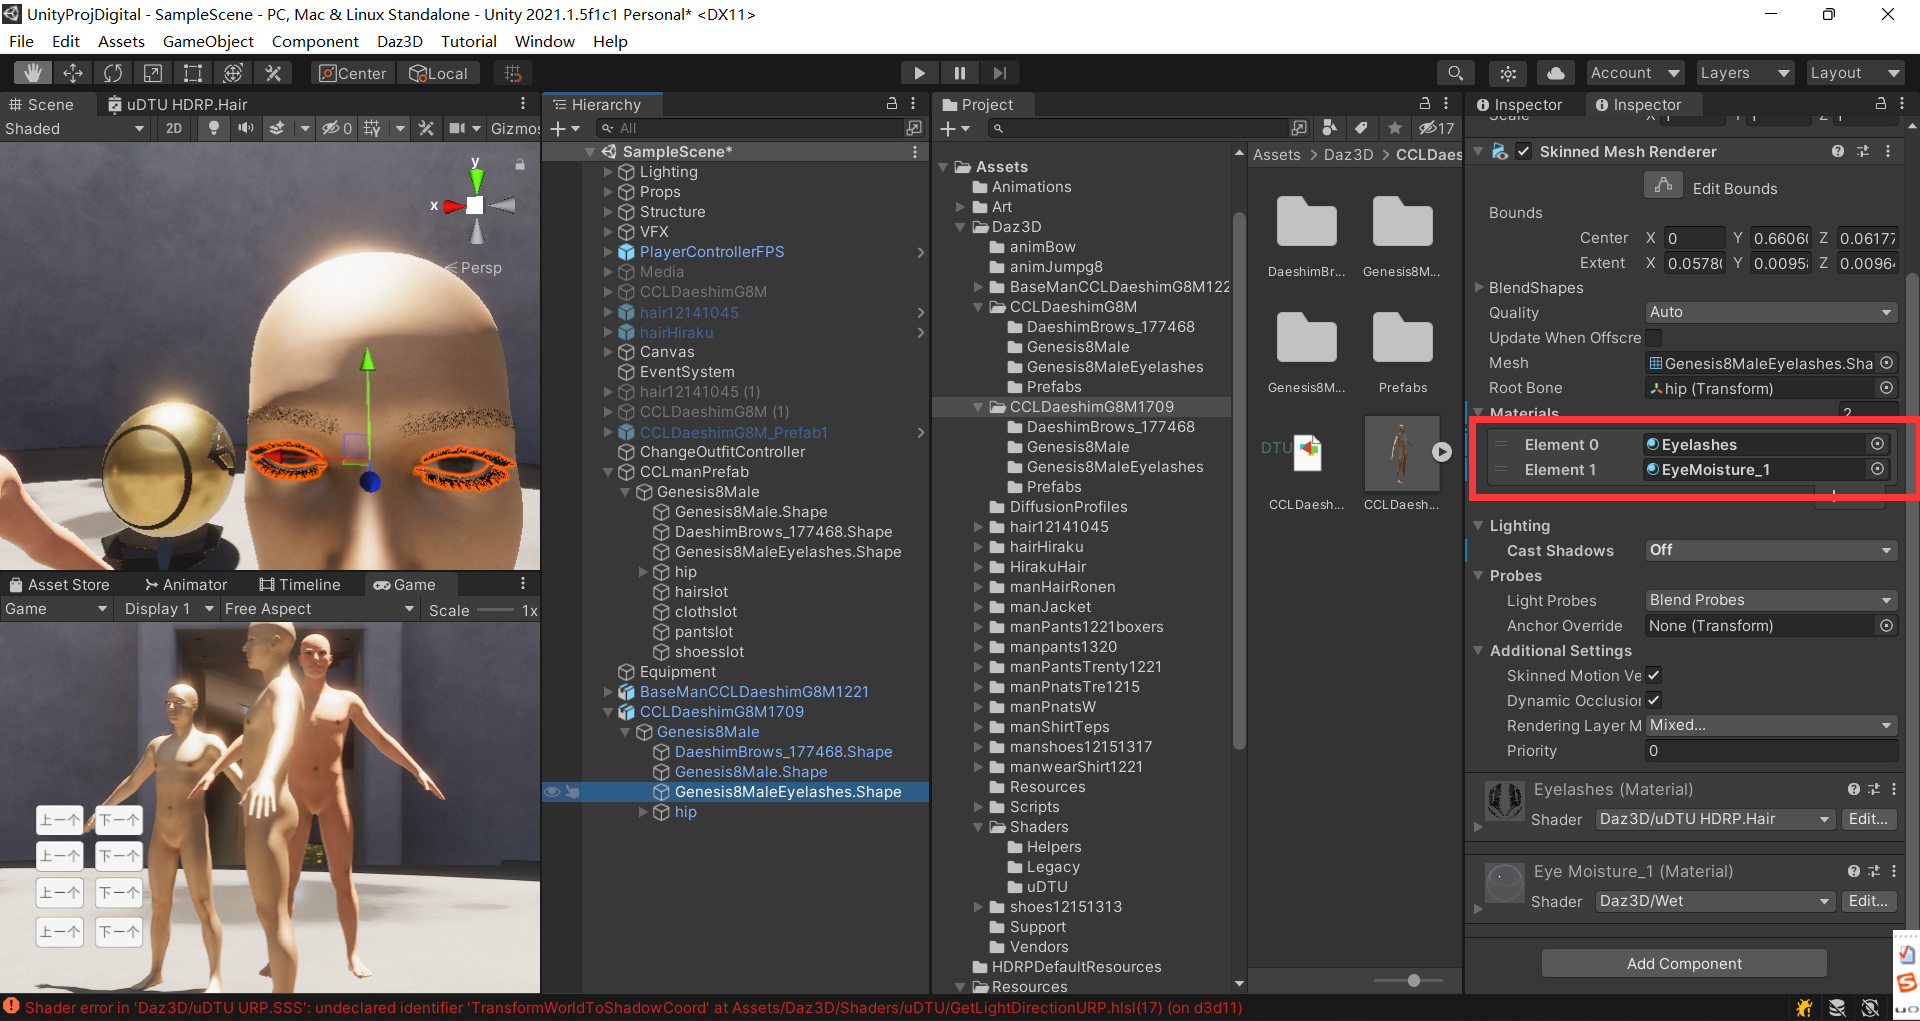 UnityProjDigital - SampleScene - PC, Mac & Linux Standalone - Unity 2021.1.5f1c1 Personal* <DX11>
File Edit Assets GameObject Component Daz3D Tutorial Window Help
Center Local Account Layers Layout
Scene uDTU HDRP.Hair
Shaded 2D 0 Gizmos
y
x
Persp
Asset Store Animator Timeline Game
Game Display 1 Free Aspect Scale 1x
上一个 下一个
上一个 下一个
上一个 下一个
上一个 下一个
Hierarchy
All
SampleScene*
Lighting
Props
Structure
VFX
PlayerControllerFPS
Media
CCLDaeshimG8M
hair12141045
hairHiraku
Canvas
EventSystem
hair12141045 (1)
CCLDaeshimG8M (1)
CCLDaeshimG8M_Prefab1
ChangeOutfitController
CCLmanPrefab
Genesis8Male
Genesis8Male.Shape
DaeshimBrows_177468.Shape
Genesis8MaleEyelashes.Shape
hip
hairslot
clothslot
pantslot
shoesslot
Equipment
BaseManCCLDaeshimG8M1221
CCLDaeshimG8M1709
Genesis8Male
DaeshimBrows_177468.Shape
Genesis8Male.Shape
Genesis8MaleEyelashes.Shape
hip
Project
17
Assets
Animations
Art
Daz3D
animBow
animJumpg8
BaseManCCLDaeshimG8M122
CCLDaeshimG8M
DaeshimBrows_177468
Genesis8Male
Genesis8MaleEyelashes
Prefabs
CCLDaeshimG8M1709
DaeshimBrows_177468
Genesis8Male
Genesis8MaleEyelashes
Prefabs
DiffusionProfiles
hair12141045
hairHiraku
HirakuHair
manHairRonen
manJacket
manPants1221boxers
manpants1320
manPantsTrenty1221
manPnatsTre1215
manPnatsW
manShirtTeps
manshoes12151317
manwearShirt1221
Resources
Scripts
Shaders
Helpers
Legacy
uDTU
shoes12151313
Support
Vendors
HDRPDefaultResources
Resources
Assets > Daz3D > CCLDaes
DaeshimBr... Genesis8M...
Genesis8M... Prefabs
DTU
CCLDaesh... CCLDaesh...
Inspector Inspector
Scale X Y Z
Skinned Mesh Renderer
Edit Bounds
Bounds
Center X 0 Y 0.6606 Z 0.06177
Extent X 0.0578 Y 0.0095 Z 0.0096
BlendShapes
Quality Auto
Update When Offscre
Mesh Genesis8MaleEyelashes.Sha
Root Bone hip (Transform)
Materials 2
Element 0 Eyelashes
Element 1 EyeMoisture_1
Lighting
Cast Shadows Off
Probes
Light Probes Blend Probes
Anchor Override None (Transform)
Additional Settings
Skinned Motion Ve
Dynamic Occlusion
Rendering Layer M Mixed...
Priority 0
Eyelashes (Material)
Shader Daz3D/uDTU HDRP.Hair Edit...
Eye Moisture_1 (Material)
Shader Daz3D/Wet Edit...
Add Component
Shader error in 'Daz3D/uDTU URP.SSS': undeclared identifier 'TransformWorldToShadowCoord' at Assets/Daz3D/Shaders/uDTU/GetLightDirectionURP.hlsl(17) (on d3d11)